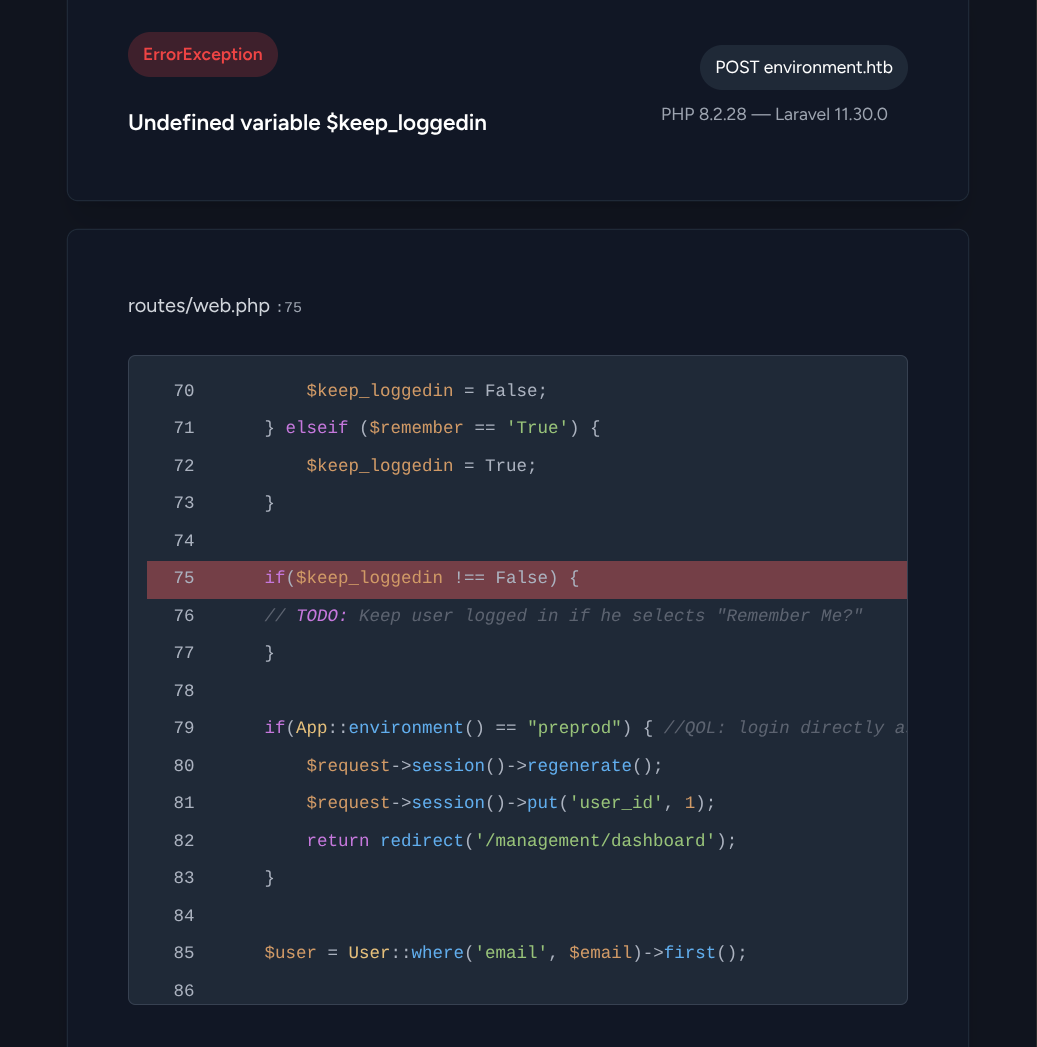 ErrorException
POST environment.htb
Undefined variable $keep_loggedin
PHP 8.2.28 — Laravel 11.30.0
routes/web.php :75
70 $keep_loggedin = False;
71 } elseif ($remember == 'True') {
72 $keep_loggedin = True;
73 }
74
75 if($keep_loggedin !== False) {
76 // TODO: Keep user logged in if he selects "Remember Me?"
77 }
78
79 if(App::environment() == "preprod") { //QOL: login directly a
80 $request->session()->regenerate();
81 $request->session()->put('user_id', 1);
82 return redirect('/management/dashboard');
83 }
84
85 $user = User::where('email', $email)->first();
86